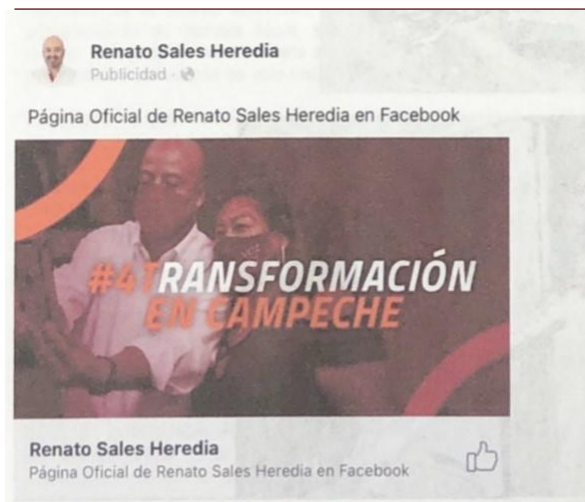 Renato Sales Heredia
Publicidad ·
Página Oficial de Renato Sales Heredia en Facebook
#4TRANSFORMACIÓN
EN CAMPECHE
Renato Sales Heredia
Página Oficial de Renato Sales Heredia en Facebook